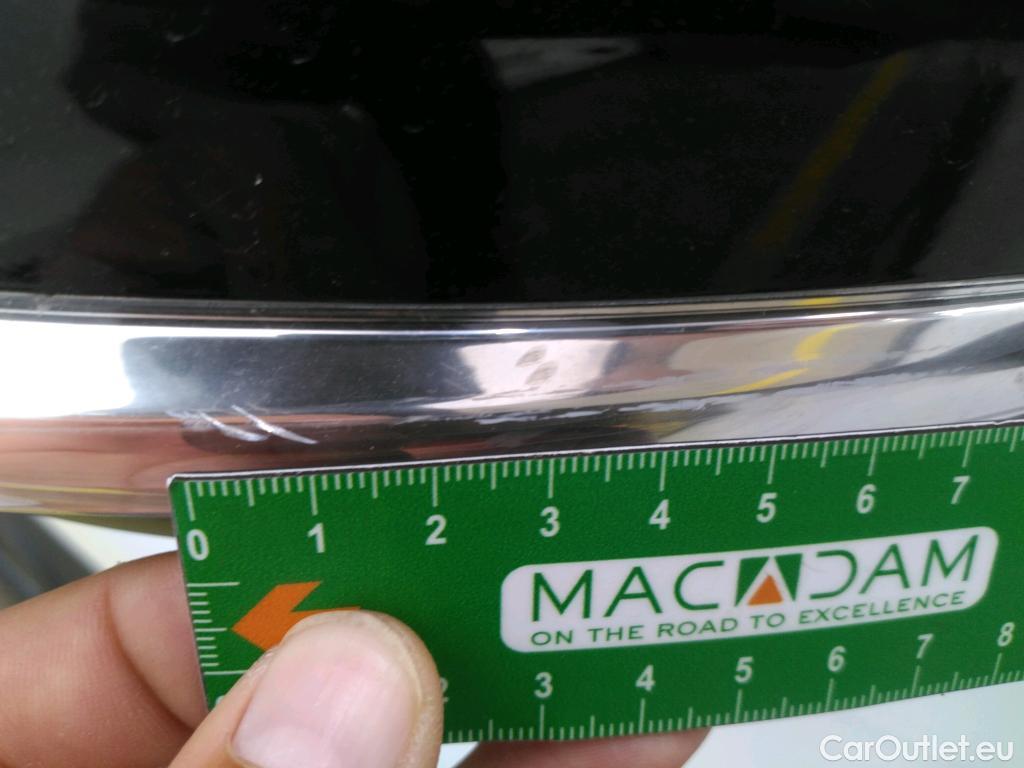 0 1 2 3 4 5 6 7
MACADAM
ON THE ROAD TO EXCELLENCE
2 3 4 5 6 7 8
CarOutlet.eu